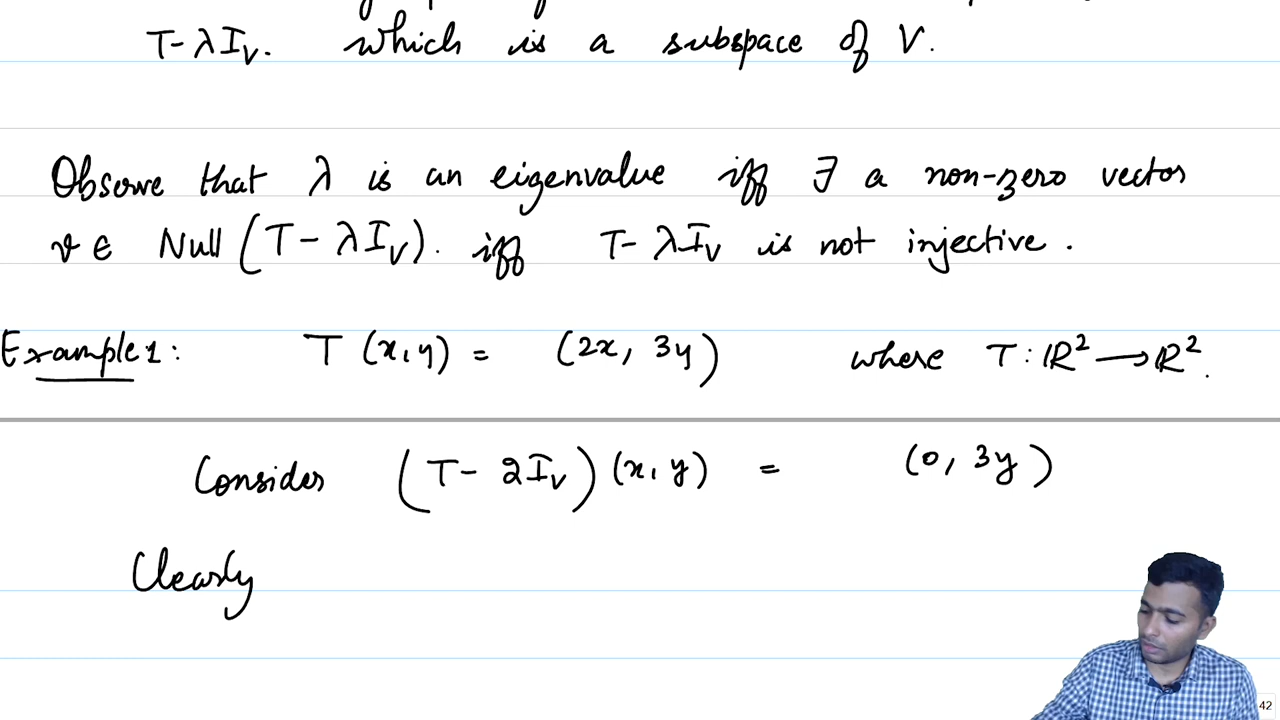 T-λI_V. which is a subspace of V.
Observe that λ is an eigenvalue iff ∃ a non-zero vector
v ∈ Null (T - λI_V). iff T- λI_V is not injective.
Example 1: T (x,y) = (2x, 3y) where T: ℝ² ⟶ ℝ².
Consider (T- 2I_V) (x,y) = (0, 3y)
Clearly
42